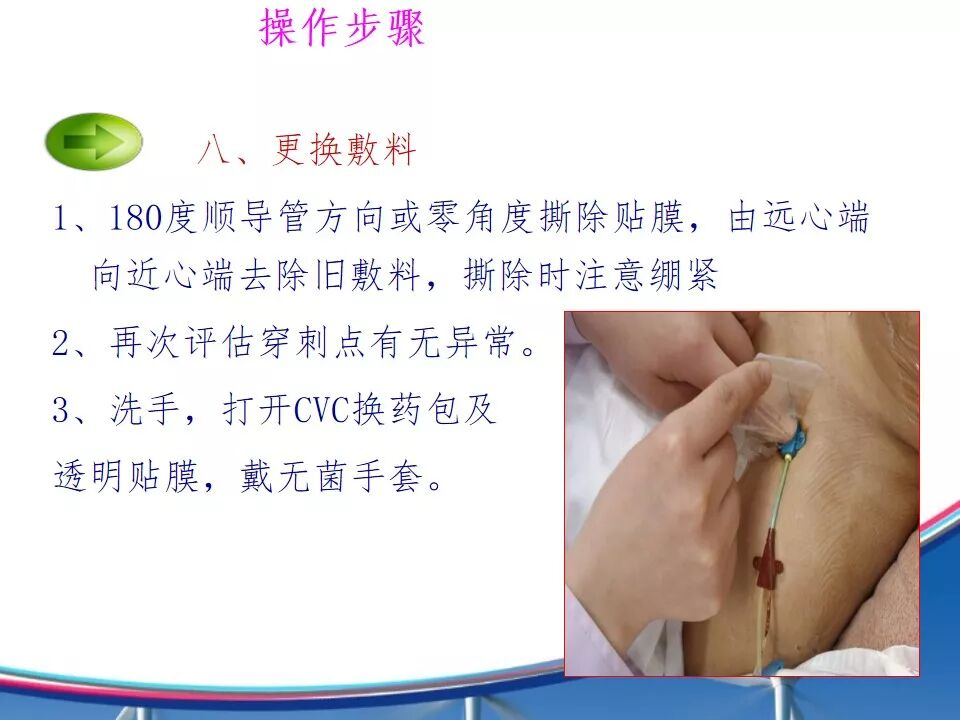 操作步骤
八、更换敷料
1、180度顺导管方向或零角度撕除贴膜，由远心端
向近心端去除旧敷料，撕除时注意绷紧
2、再次评估穿刺点有无异常。
3、洗手，打开CVC换药包及
透明贴膜，戴无菌手套。